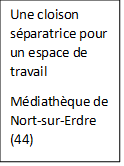 Une cloison
séparatrice pour
un espace de
travail
Médiathèque de
Nort-sur-Erdre
(44)